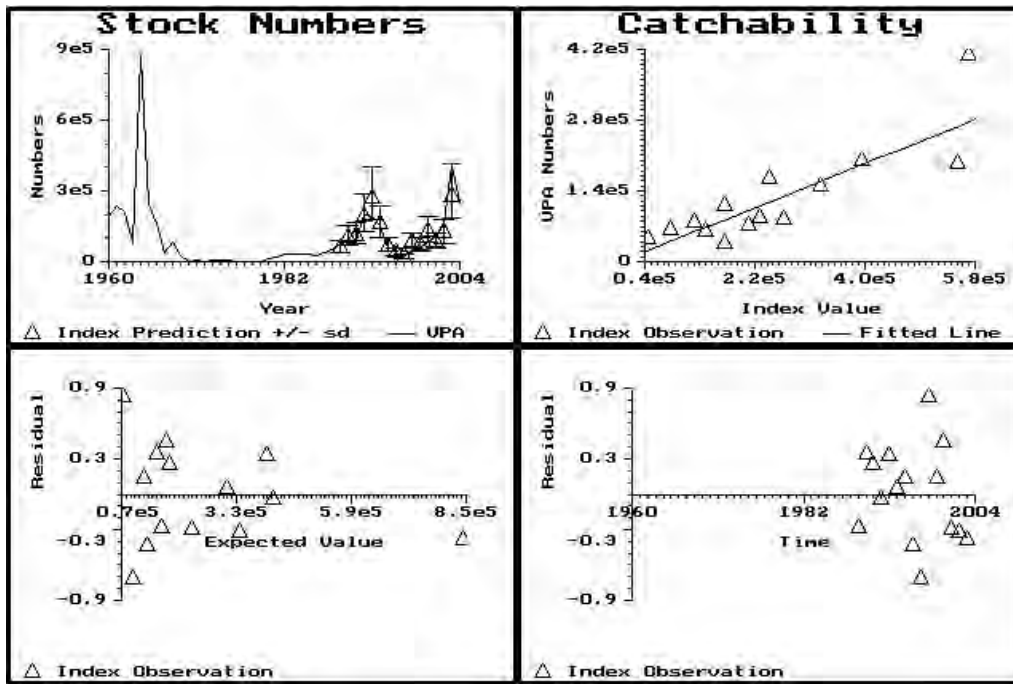 Stock Numbers
9e5
6e5
3e5
0
Numbers
1960
1982
2004
Year
Index Prediction +/- sd
VPA
Catchability
4.2e5
2.8e5
1.4e5
0
VPA Numbers
0.4e5
2.2e5
4.0e5
5.8e5
Index Value
Index Observation
Fitted Line
0.9
0.3
-0.3
-0.9
Residual
0.7e5
3.3e5
5.9e5
8.5e5
Expected Value
Index Observation
0.9
0.3
-0.3
-0.9
Residual
1960
1982
2004
Time
Index Observation